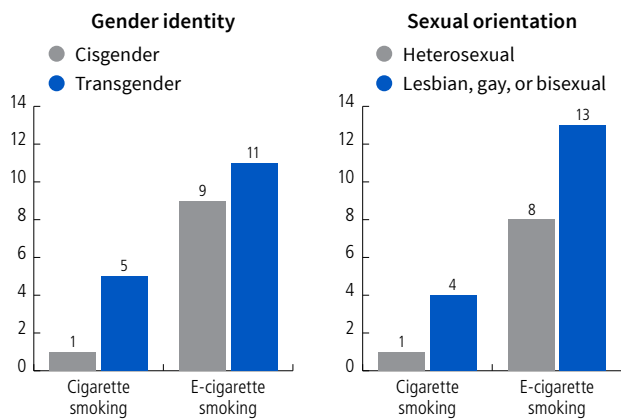 Gender identity
Cisgender
Transgender
14
12
10
8
6
4
2
0
1
5
9
11
Cigarette
smoking
E-cigarette
smoking
Sexual orientation
Heterosexual
Lesbian, gay, or bisexual
14
12
10
8
6
4
2
0
1
4
8
13
Cigarette
smoking
E-cigarette
smoking